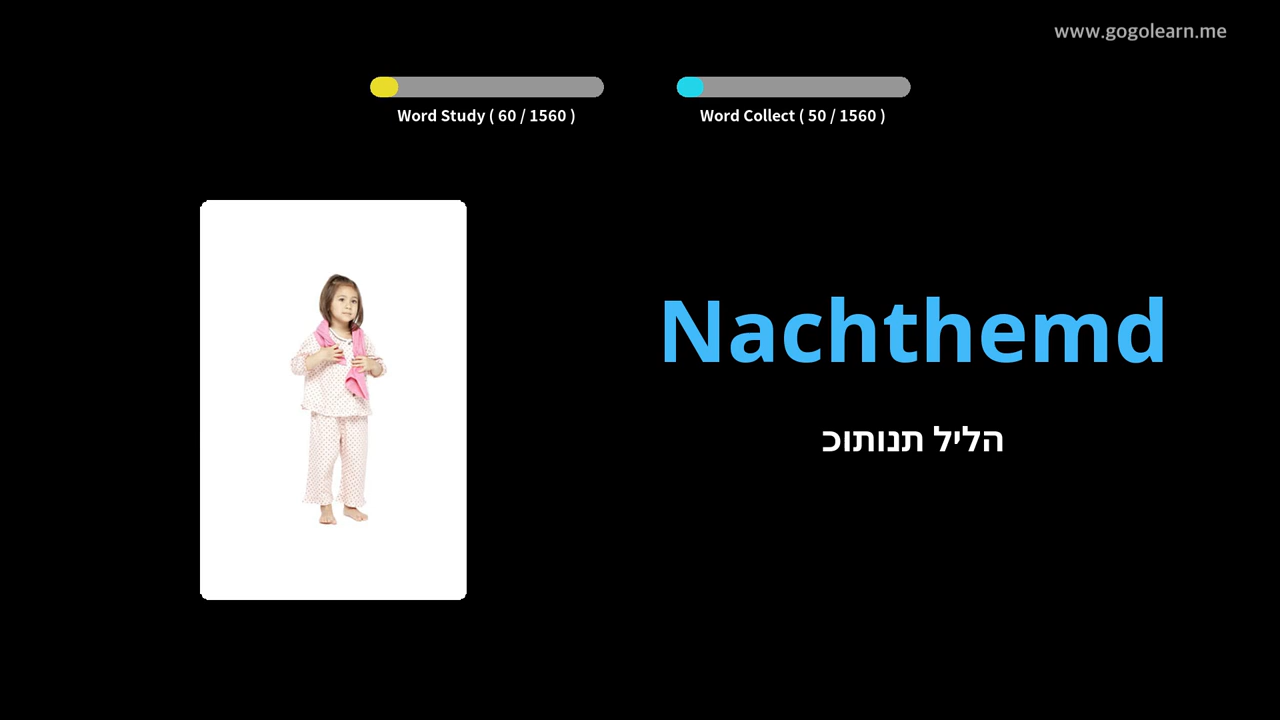 www.gogolearn.me
Word Study ( 60 / 1560 )
Word Collect ( 50 / 1560 )
Nachthemd
הליל תנותוכ